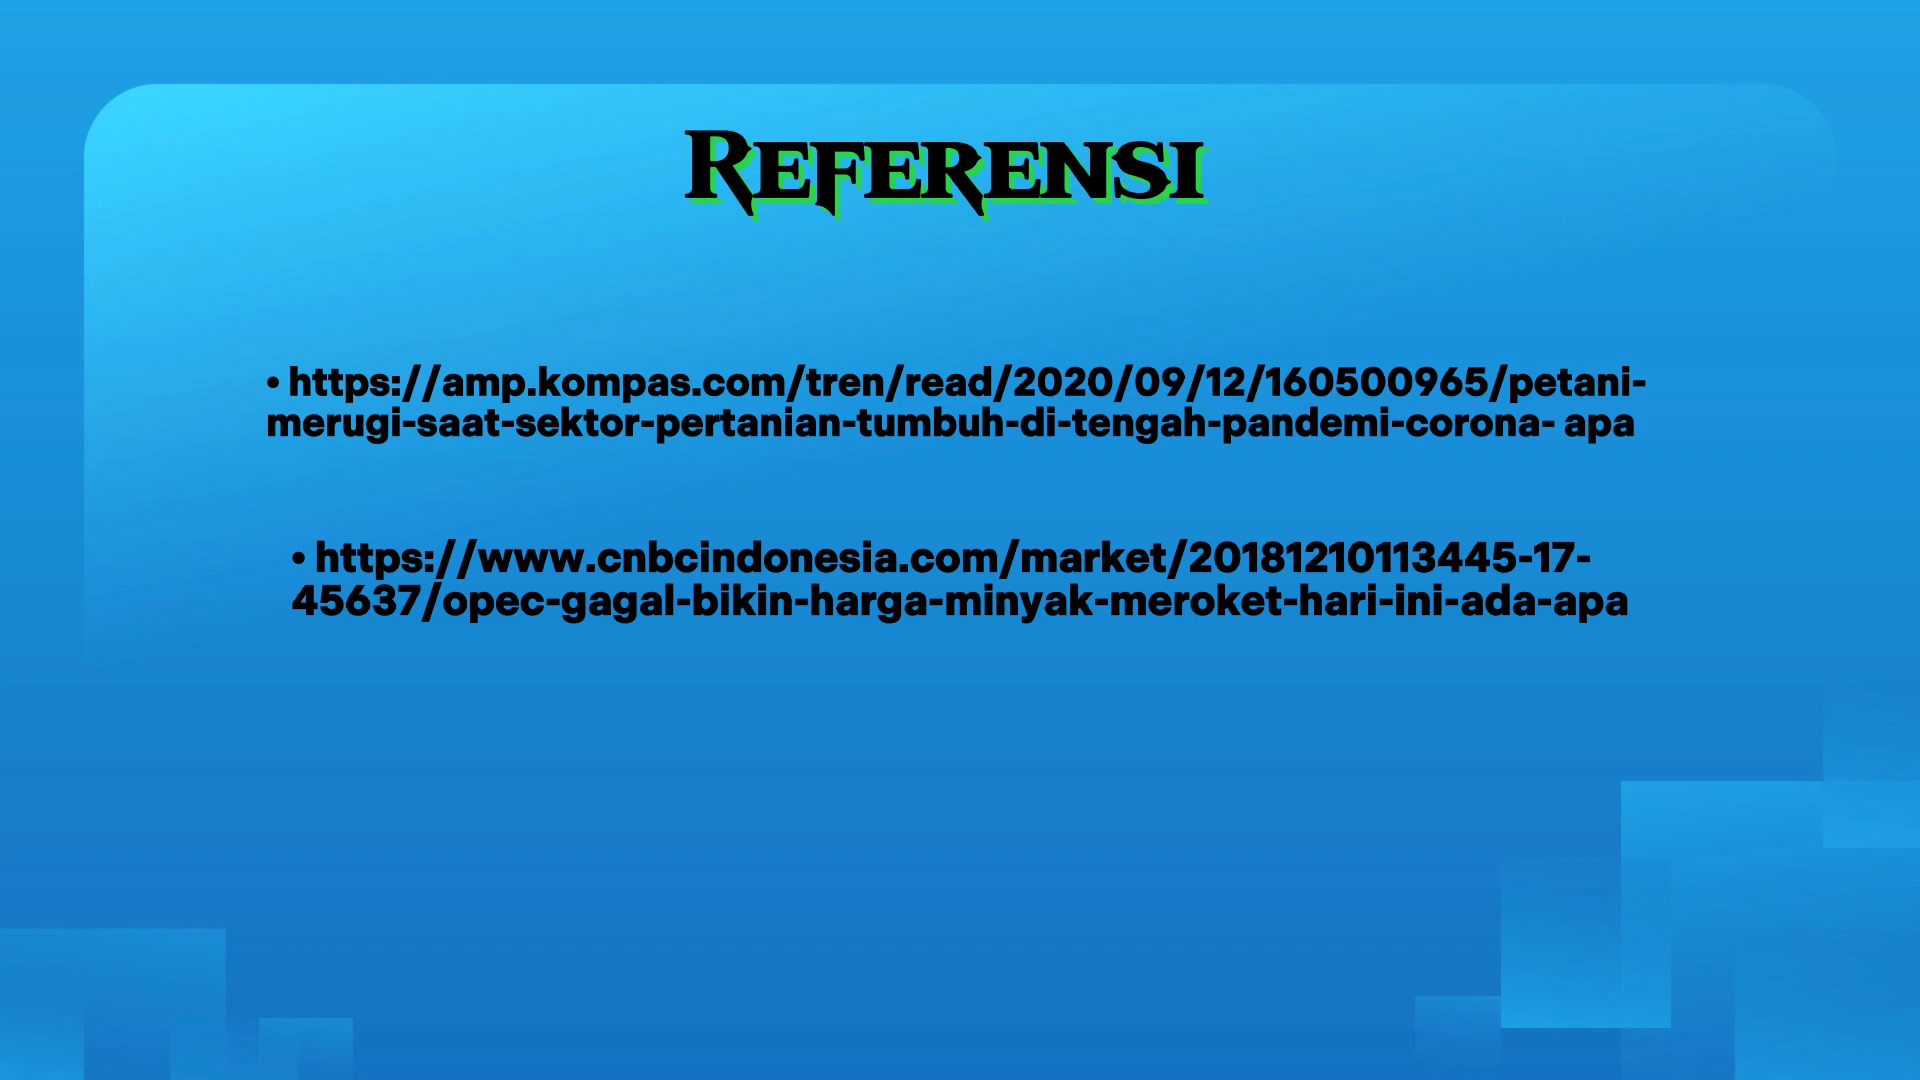 Referensi
• https://amp.kompas.com/tren/read/2020/09/12/160500965/petani-
merugi-saat-sektor-pertanian-tumbuh-di-tengah-pandemi-corona- apa
• https://www.cnbcindonesia.com/market/20181210113445-17-
45637/opec-gagal-bikin-harga-minyak-meroket-hari-ini-ada-apa